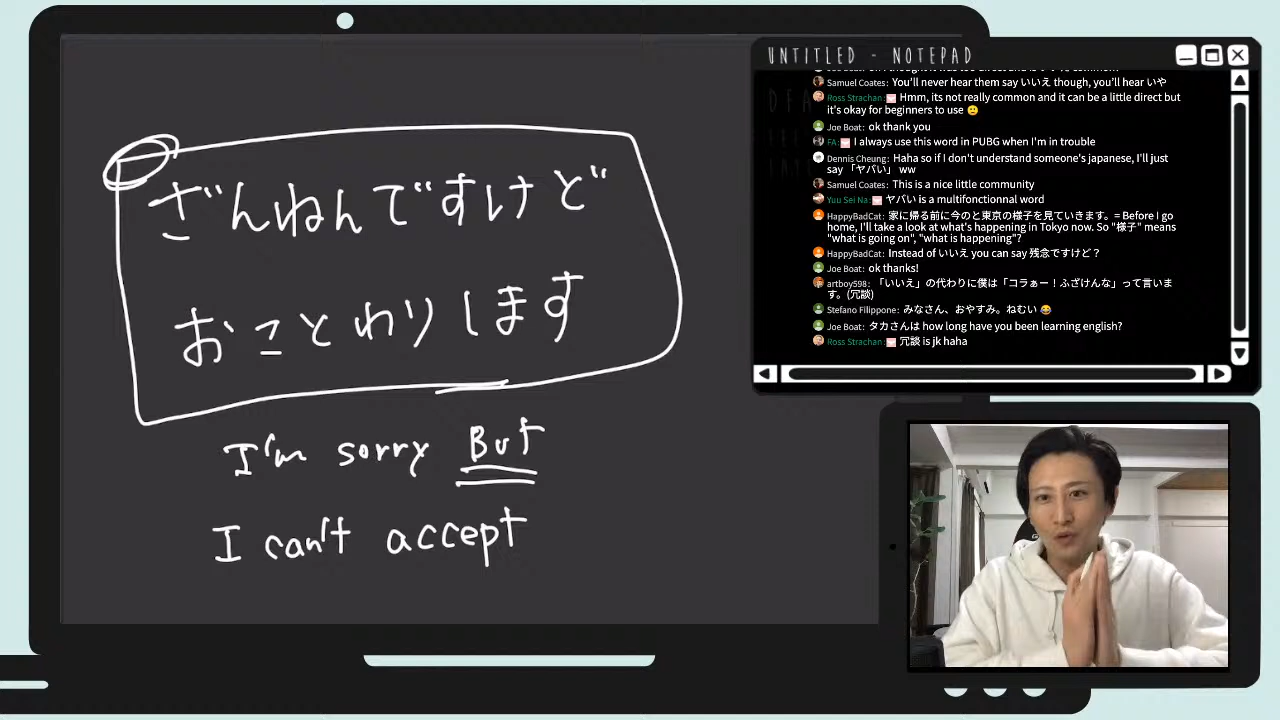 ざんねんですけど
おことわりします
I'm sorry But
I can't accept
UNTITLED - NOTEPAD
Samuel Coates: You'll never hear them say いいえ though, you'll hear いや
Ross Strachan: Hmm, its not really common and it can be a little direct but
it's okay for beginners to use 🙂
Joe Boat: ok thank you
FA: I always use this word in PUBG when I'm in trouble
Dennis Cheung: Haha so if I don't understand someone's japanese, I'll just
say 「ヤバい」 ww
Samuel Coates: This is a nice little community
Yuu Sei Na: ヤバい is a multifonctionnal word
HappyBadCat: 家に帰る前に今のと東京の様子を見ていきます。= Before I go
home, I'll take a look at what's happening in Tokyo now. So "様子" means
"what is going on", "what is happening"?
HappyBadCat: Instead of いいえ you can say 残念ですけど？
Joe Boat: ok thanks!
artboy598: 「いいえ」の代わりに僕は「コラぁー！ふざけんな」って言いま
す。(冗談)
Stefano Filippone: みなさん、おやすみ。ねむい 😂
Joe Boat: タカさんは how long have you been learning english?
Ross Strachan: 冗談 is jk haha